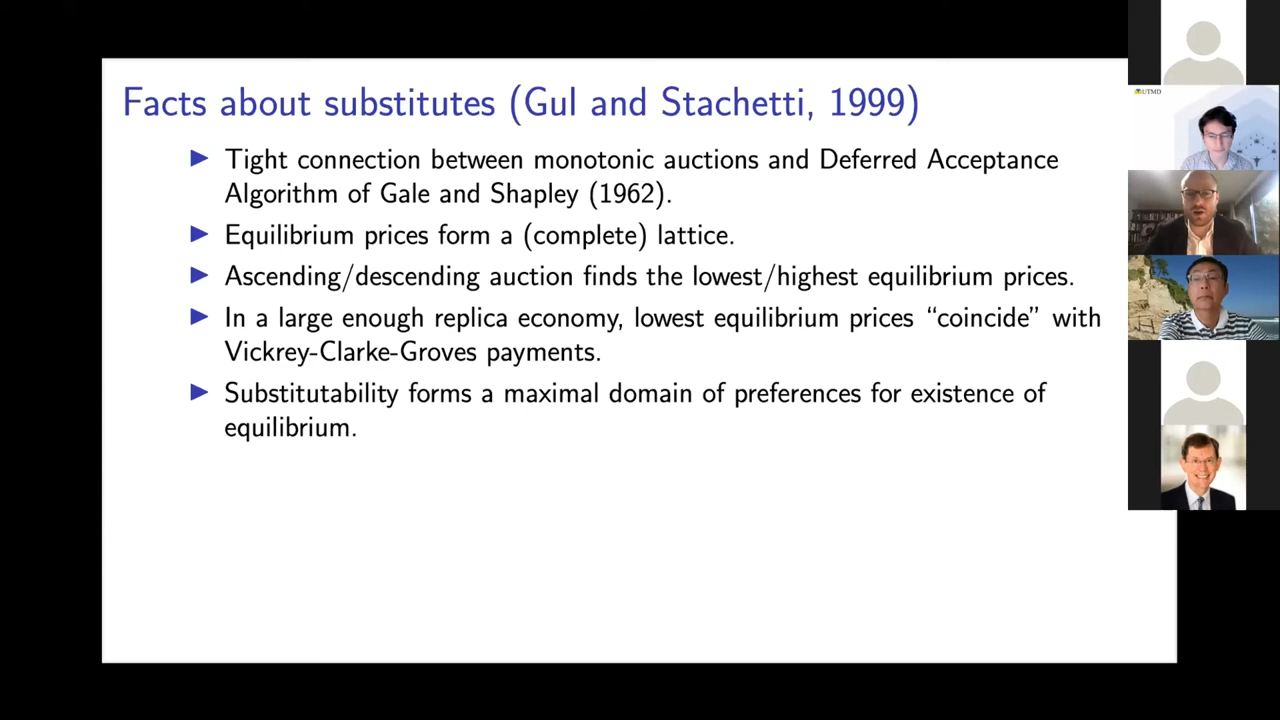 Facts about substitutes (Gul and Stachetti, 1999)
▶ Tight connection between monotonic auctions and Deferred Acceptance
Algorithm of Gale and Shapley (1962).
▶ Equilibrium prices form a (complete) lattice.
▶ Ascending/descending auction finds the lowest/highest equilibrium prices.
▶ In a large enough replica economy, lowest equilibrium prices “coincide” with
Vickrey-Clarke-Groves payments.
▶ Substitutability forms a maximal domain of preferences for existence of
equilibrium.
UTMD